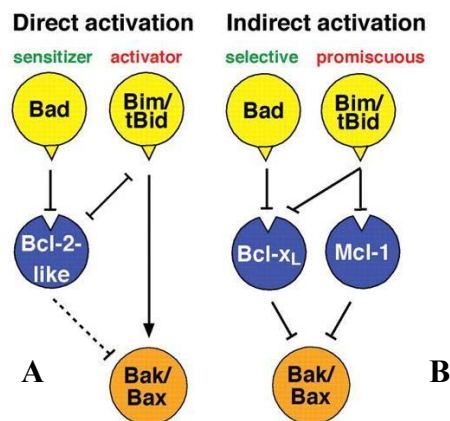 Direct activation
sensitizer activator
Bad
Bim/
tBid
Bcl-2-
like
Bak/
Bax
A
Indirect activation
selective promiscuous
Bad
Bim/
tBid
Bcl-xL
Mcl-1
Bak/
Bax
B